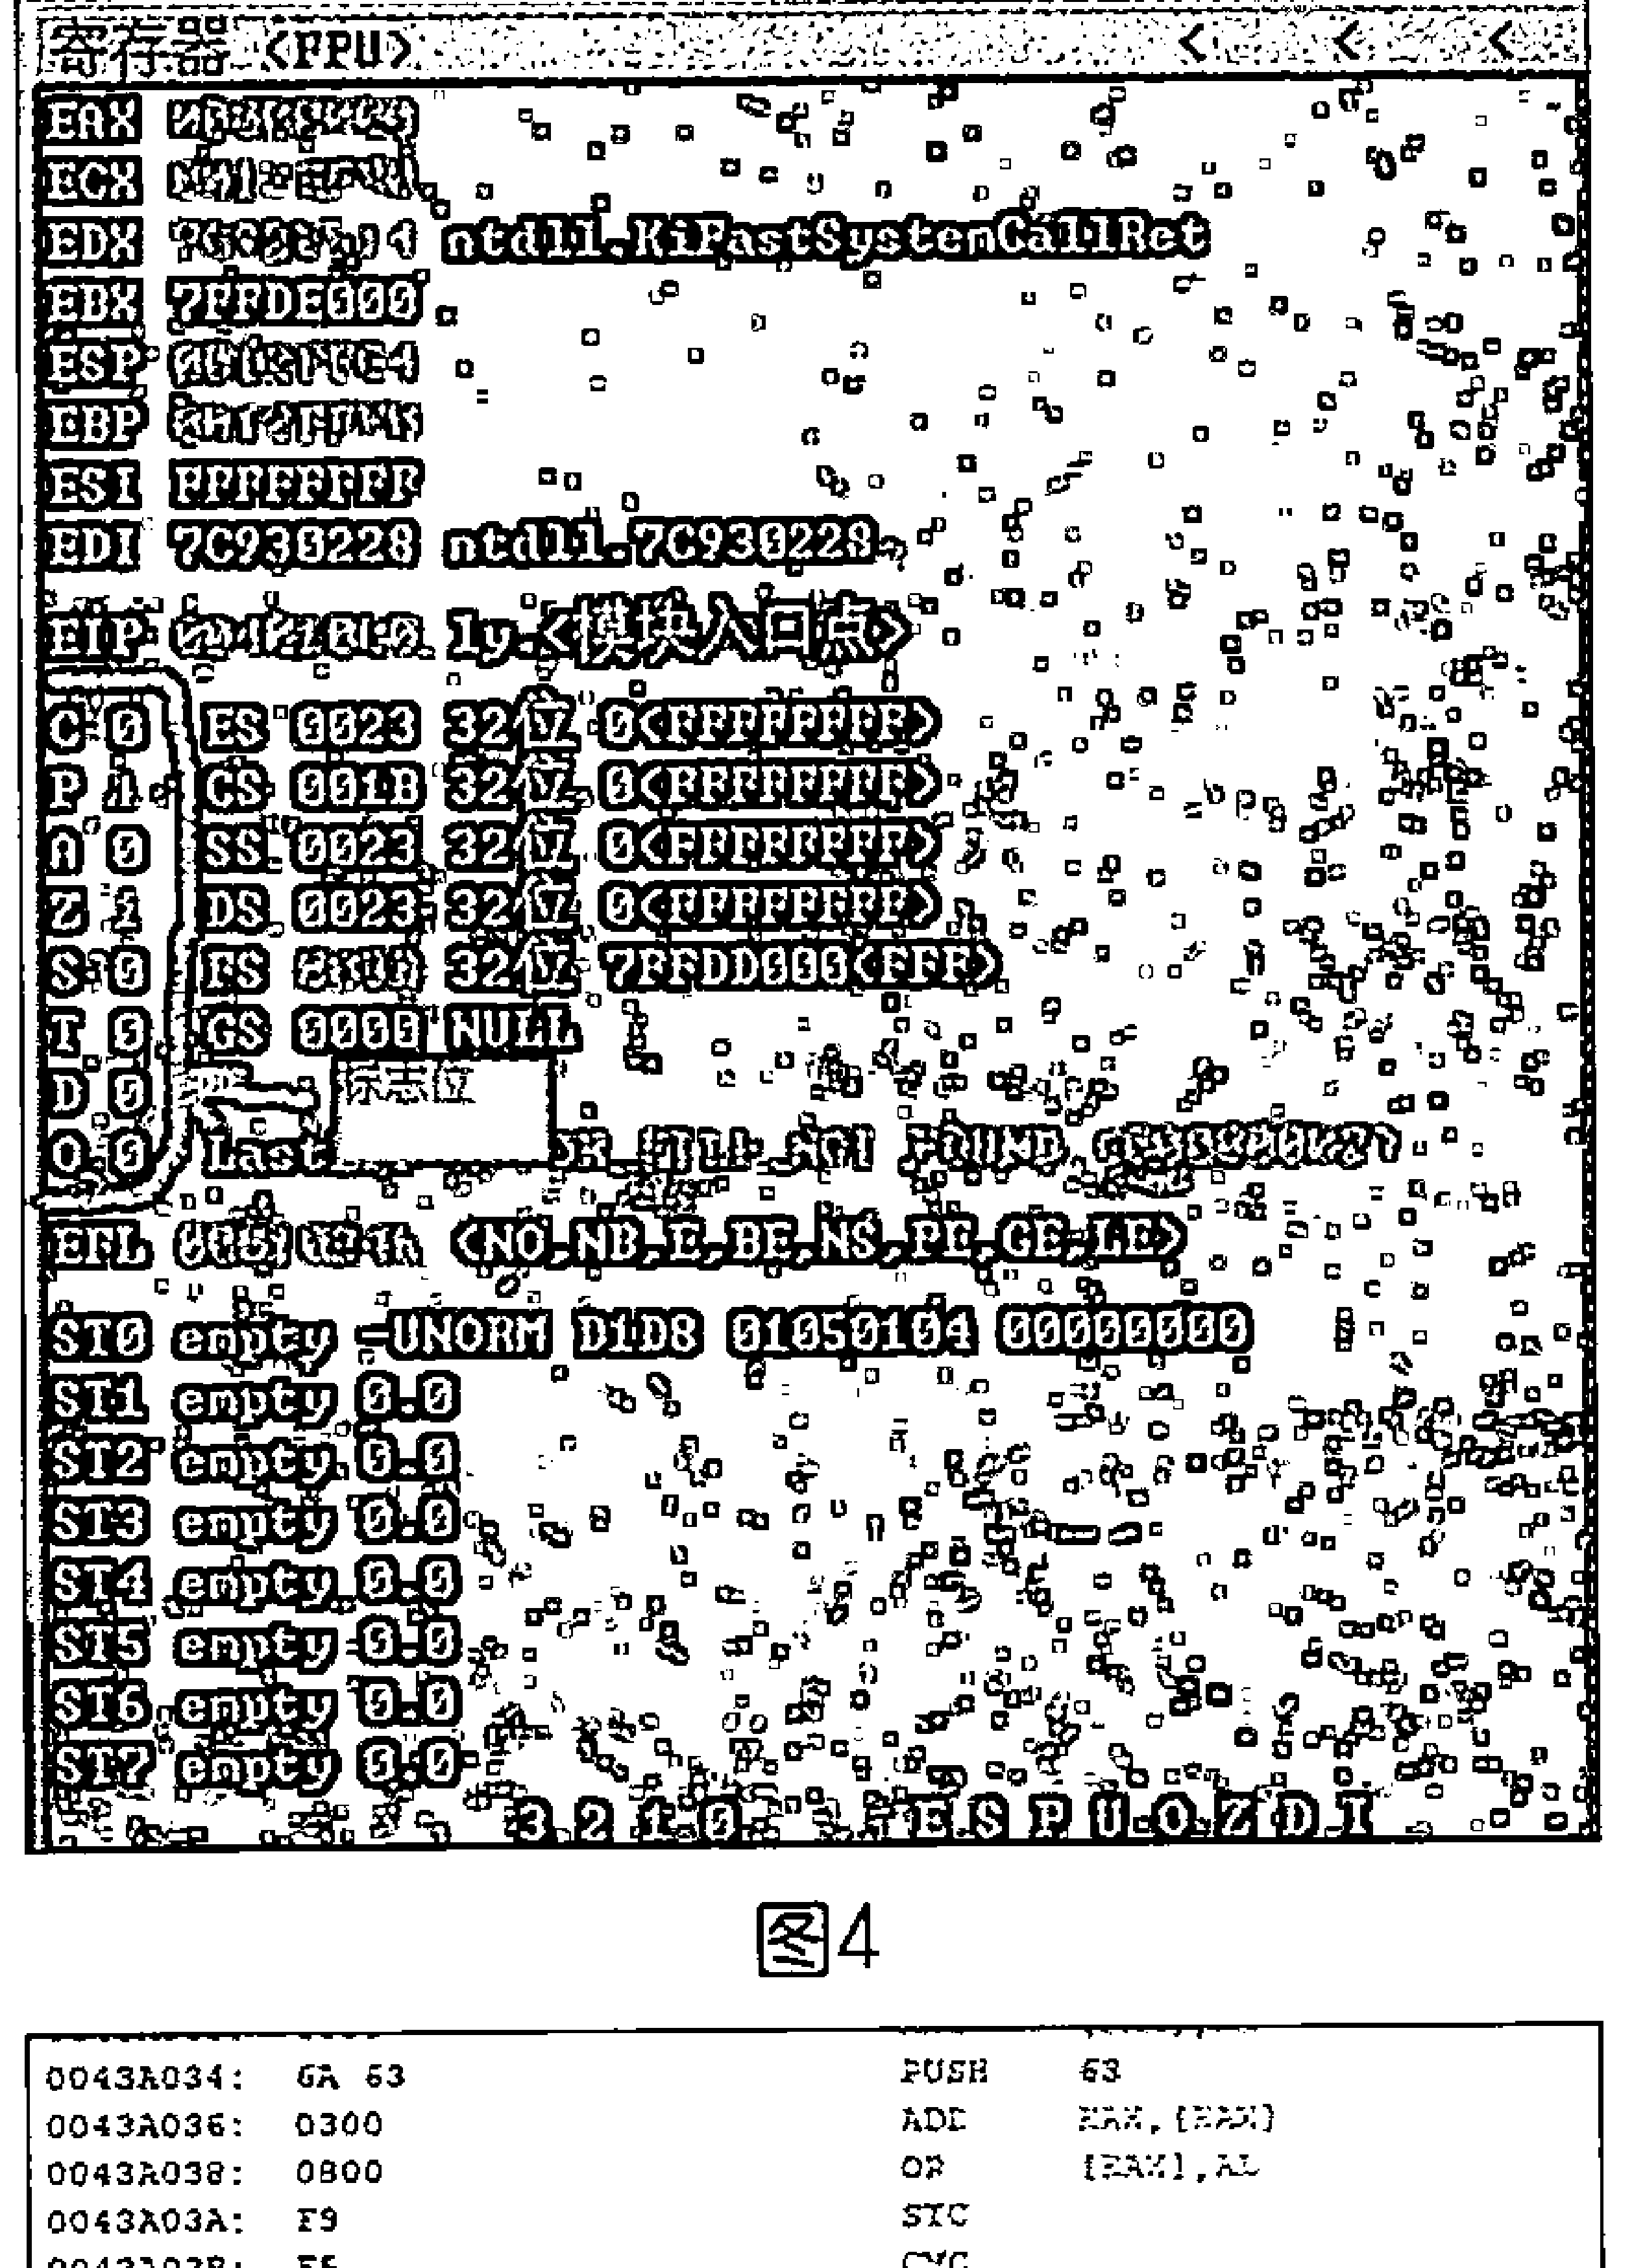 寄存器 <FPU> < < <
EAX
ECX
EDX ntdll.KiFastSystemCallRet
EBX 7FFDE000
ESP
EBP
ESI FFFFFFFF
EDI 7C930228 ntdll.7C930228
EIP ly.<模块入口点>
C 0 ES 0023 32位 0<FFFFFFFF>
P 1 CS 001B 32位 0<FFFFFFFF>
A 0 SS 0023 32位 0<FFFFFFFF>
Z 1 DS 0023 32位 0<FFFFFFFF>
S 0 FS 32位 7FFDD000<FFF>
T 0 GS 0000 NULL
D 0 标志位
O 0 Last
EFL <NO,NB,E,BE,NS,PE,GE,LE>
ST0 empty -UNORM D1D8 01050104 00000000
ST1 empty 0.0
ST2 empty 0.0
ST3 empty 0.0
ST4 empty 0.0
ST5 empty 0.0
ST6 empty 0.0
ST7 empty 0.0
3 2 1 0 E S P U O Z D I
图4
0043A034: 6A 63 PUSH 63
0043A036: 0300 ADD EAX,[EAX]
0043A038: 0800 OR [EAX],AL
0043A03A: F9 STC
0043A03B: F5 CMC